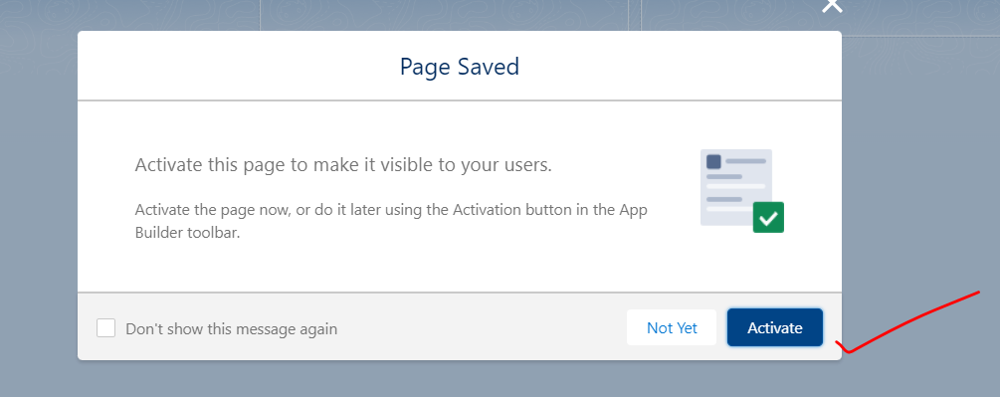 Page Saved
Activate this page to make it visible to your users.
Activate the page now, or do it later using the Activation button in the App
Builder toolbar.
Don't show this message again
Not Yet
Activate